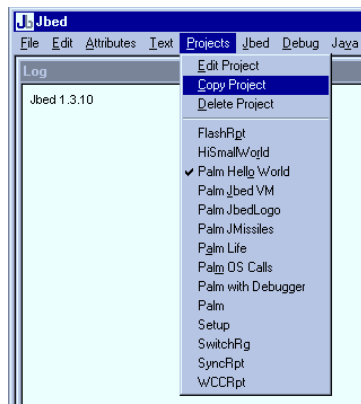 Jbed
File Edit Attributes Text Projects Jbed Debug Java
Log
Jbed 1.3.10
Edit Project
Copy Project
Delete Project
FlashRpt
HiSmallWorld
Palm Hello World
Palm Jbed VM
Palm JbedLogo
Palm JMissiles
Palm Life
Palm OS Calls
Palm with Debugger
Palm
Setup
SwitchRg
SyncRpt
WCCRpt